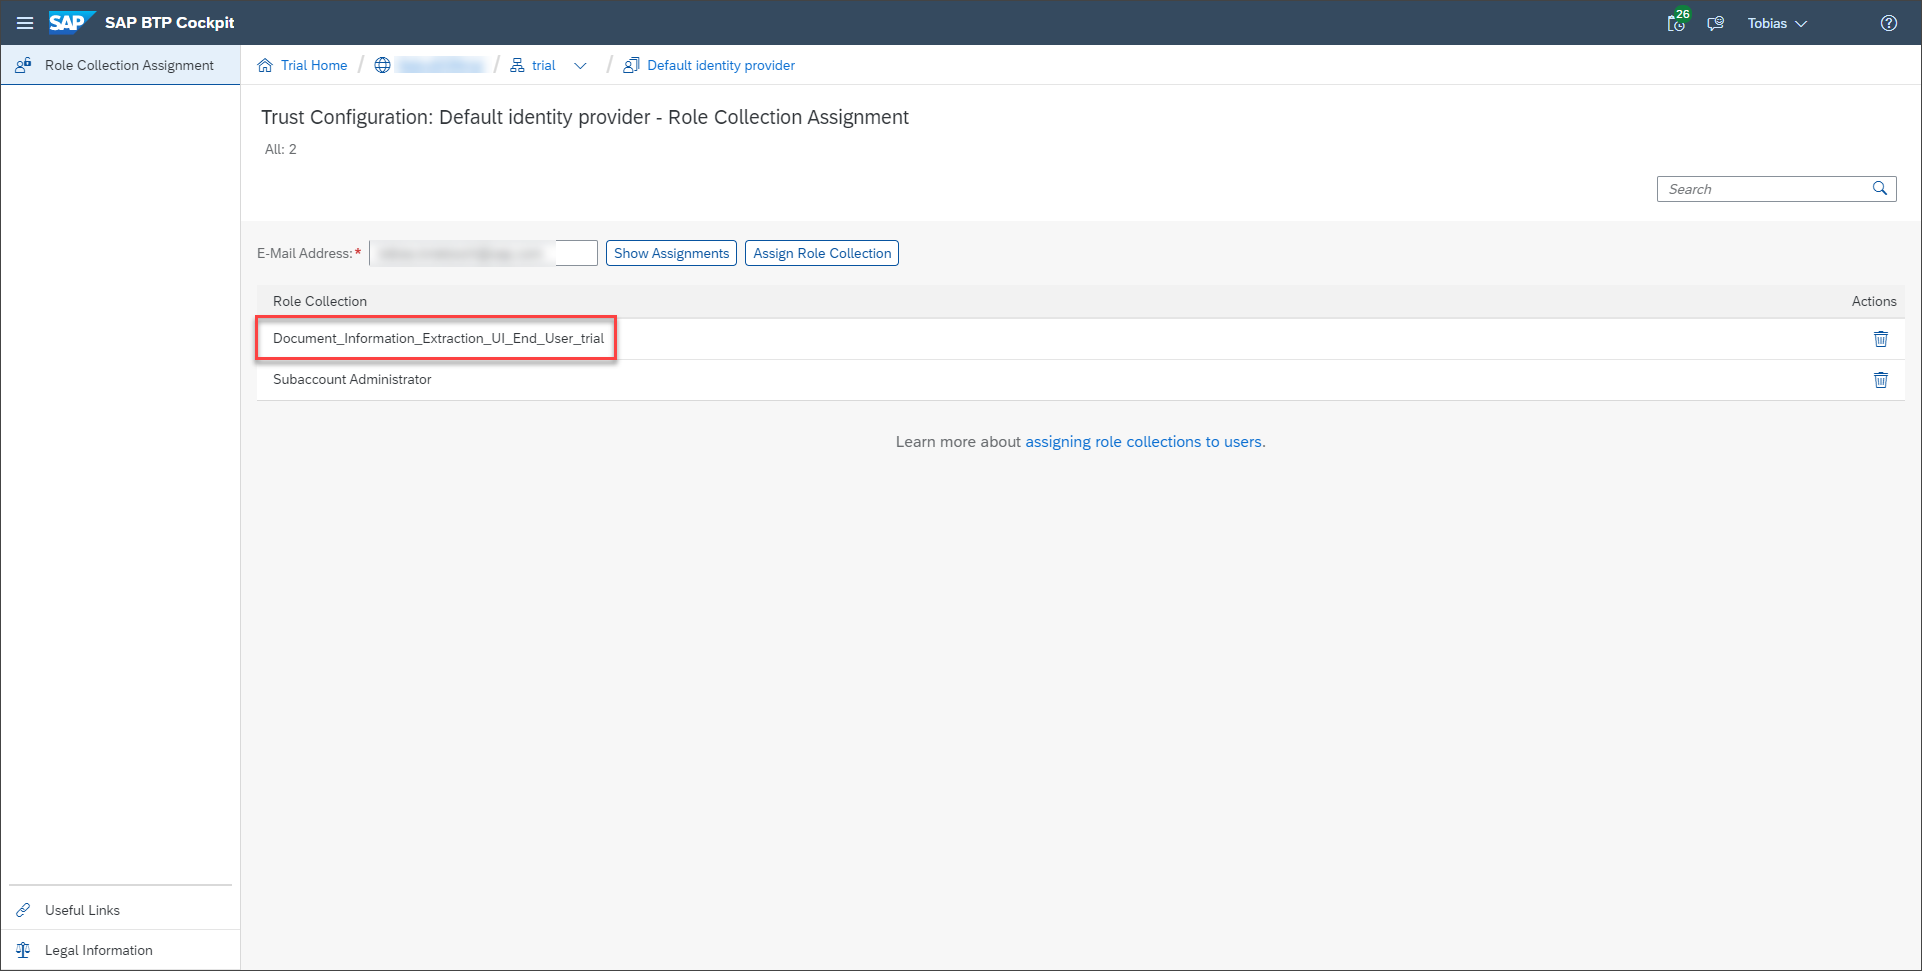 SAP SAP BTP Cockpit 26 Tobias
Role Collection Assignment
Trial Home / / trial / Default identity provider
Trust Configuration: Default identity provider - Role Collection Assignment
All: 2
Search
E-Mail Address:* Show Assignments Assign Role Collection
Role Collection Actions
Document_Information_Extraction_UI_End_User_trial
Subaccount Administrator
Learn more about assigning role collections to users.
Useful Links
Legal Information